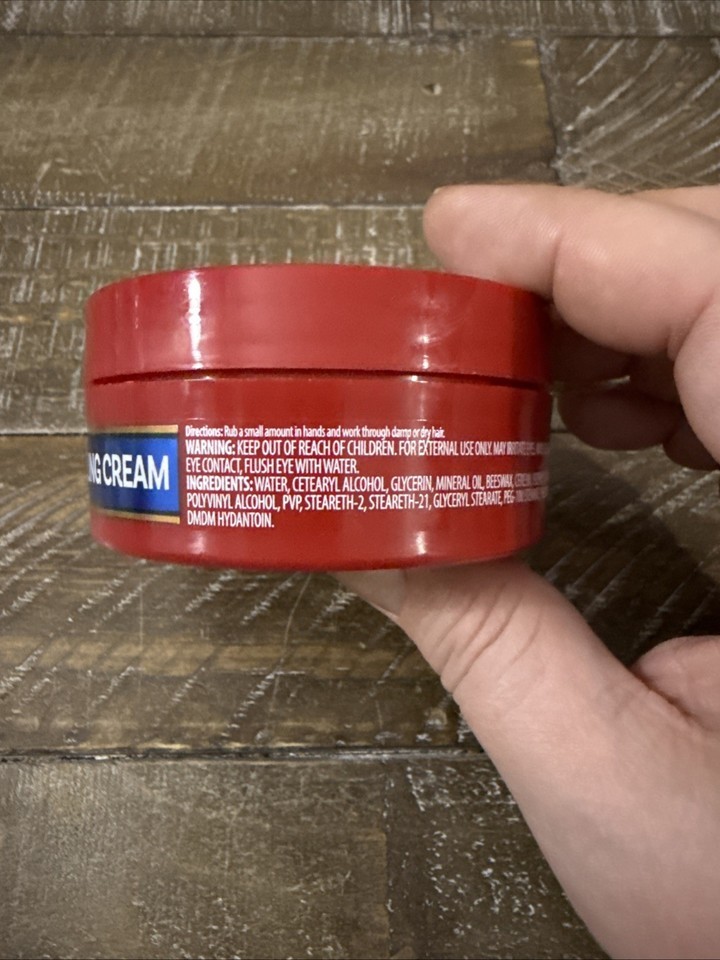 NG CREAM
Directions: Rub a small amount in hands and work through damp or dry hair.
WARNING: KEEP OUT OF REACH OF CHILDREN. FOR EXTERNAL USE ONLY. MAY IRRITATE EYES.
EYE CONTACT, FLUSH EYE WITH WATER.
INGREDIENTS: WATER, CETEARYL ALCOHOL, GLYCERIN, MINERAL OIL, BEESWAX,
POLYVINYL ALCOHOL, PVP, STEARETH-2, STEARETH-21, GLYCERYL STEARATE,
DMDM HYDANTOIN.